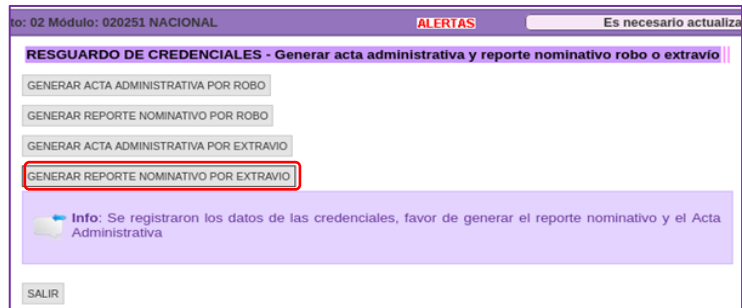 to: 02 Módulo: 020251 NACIONAL ALERTAS Es necesario actualiza
RESGUARDO DE CREDENCIALES - Generar acta administrativa y reporte nominativo robo o extravío
GENERAR ACTA ADMINISTRATIVA POR ROBO
GENERAR REPORTE NOMINATIVO POR ROBO
GENERAR ACTA ADMINISTRATIVA POR EXTRAVIO
GENERAR REPORTE NOMINATIVO POR EXTRAVIO
Info: Se registraron los datos de las credenciales, favor de generar el reporte nominativo y el Acta
Administrativa
SALIR